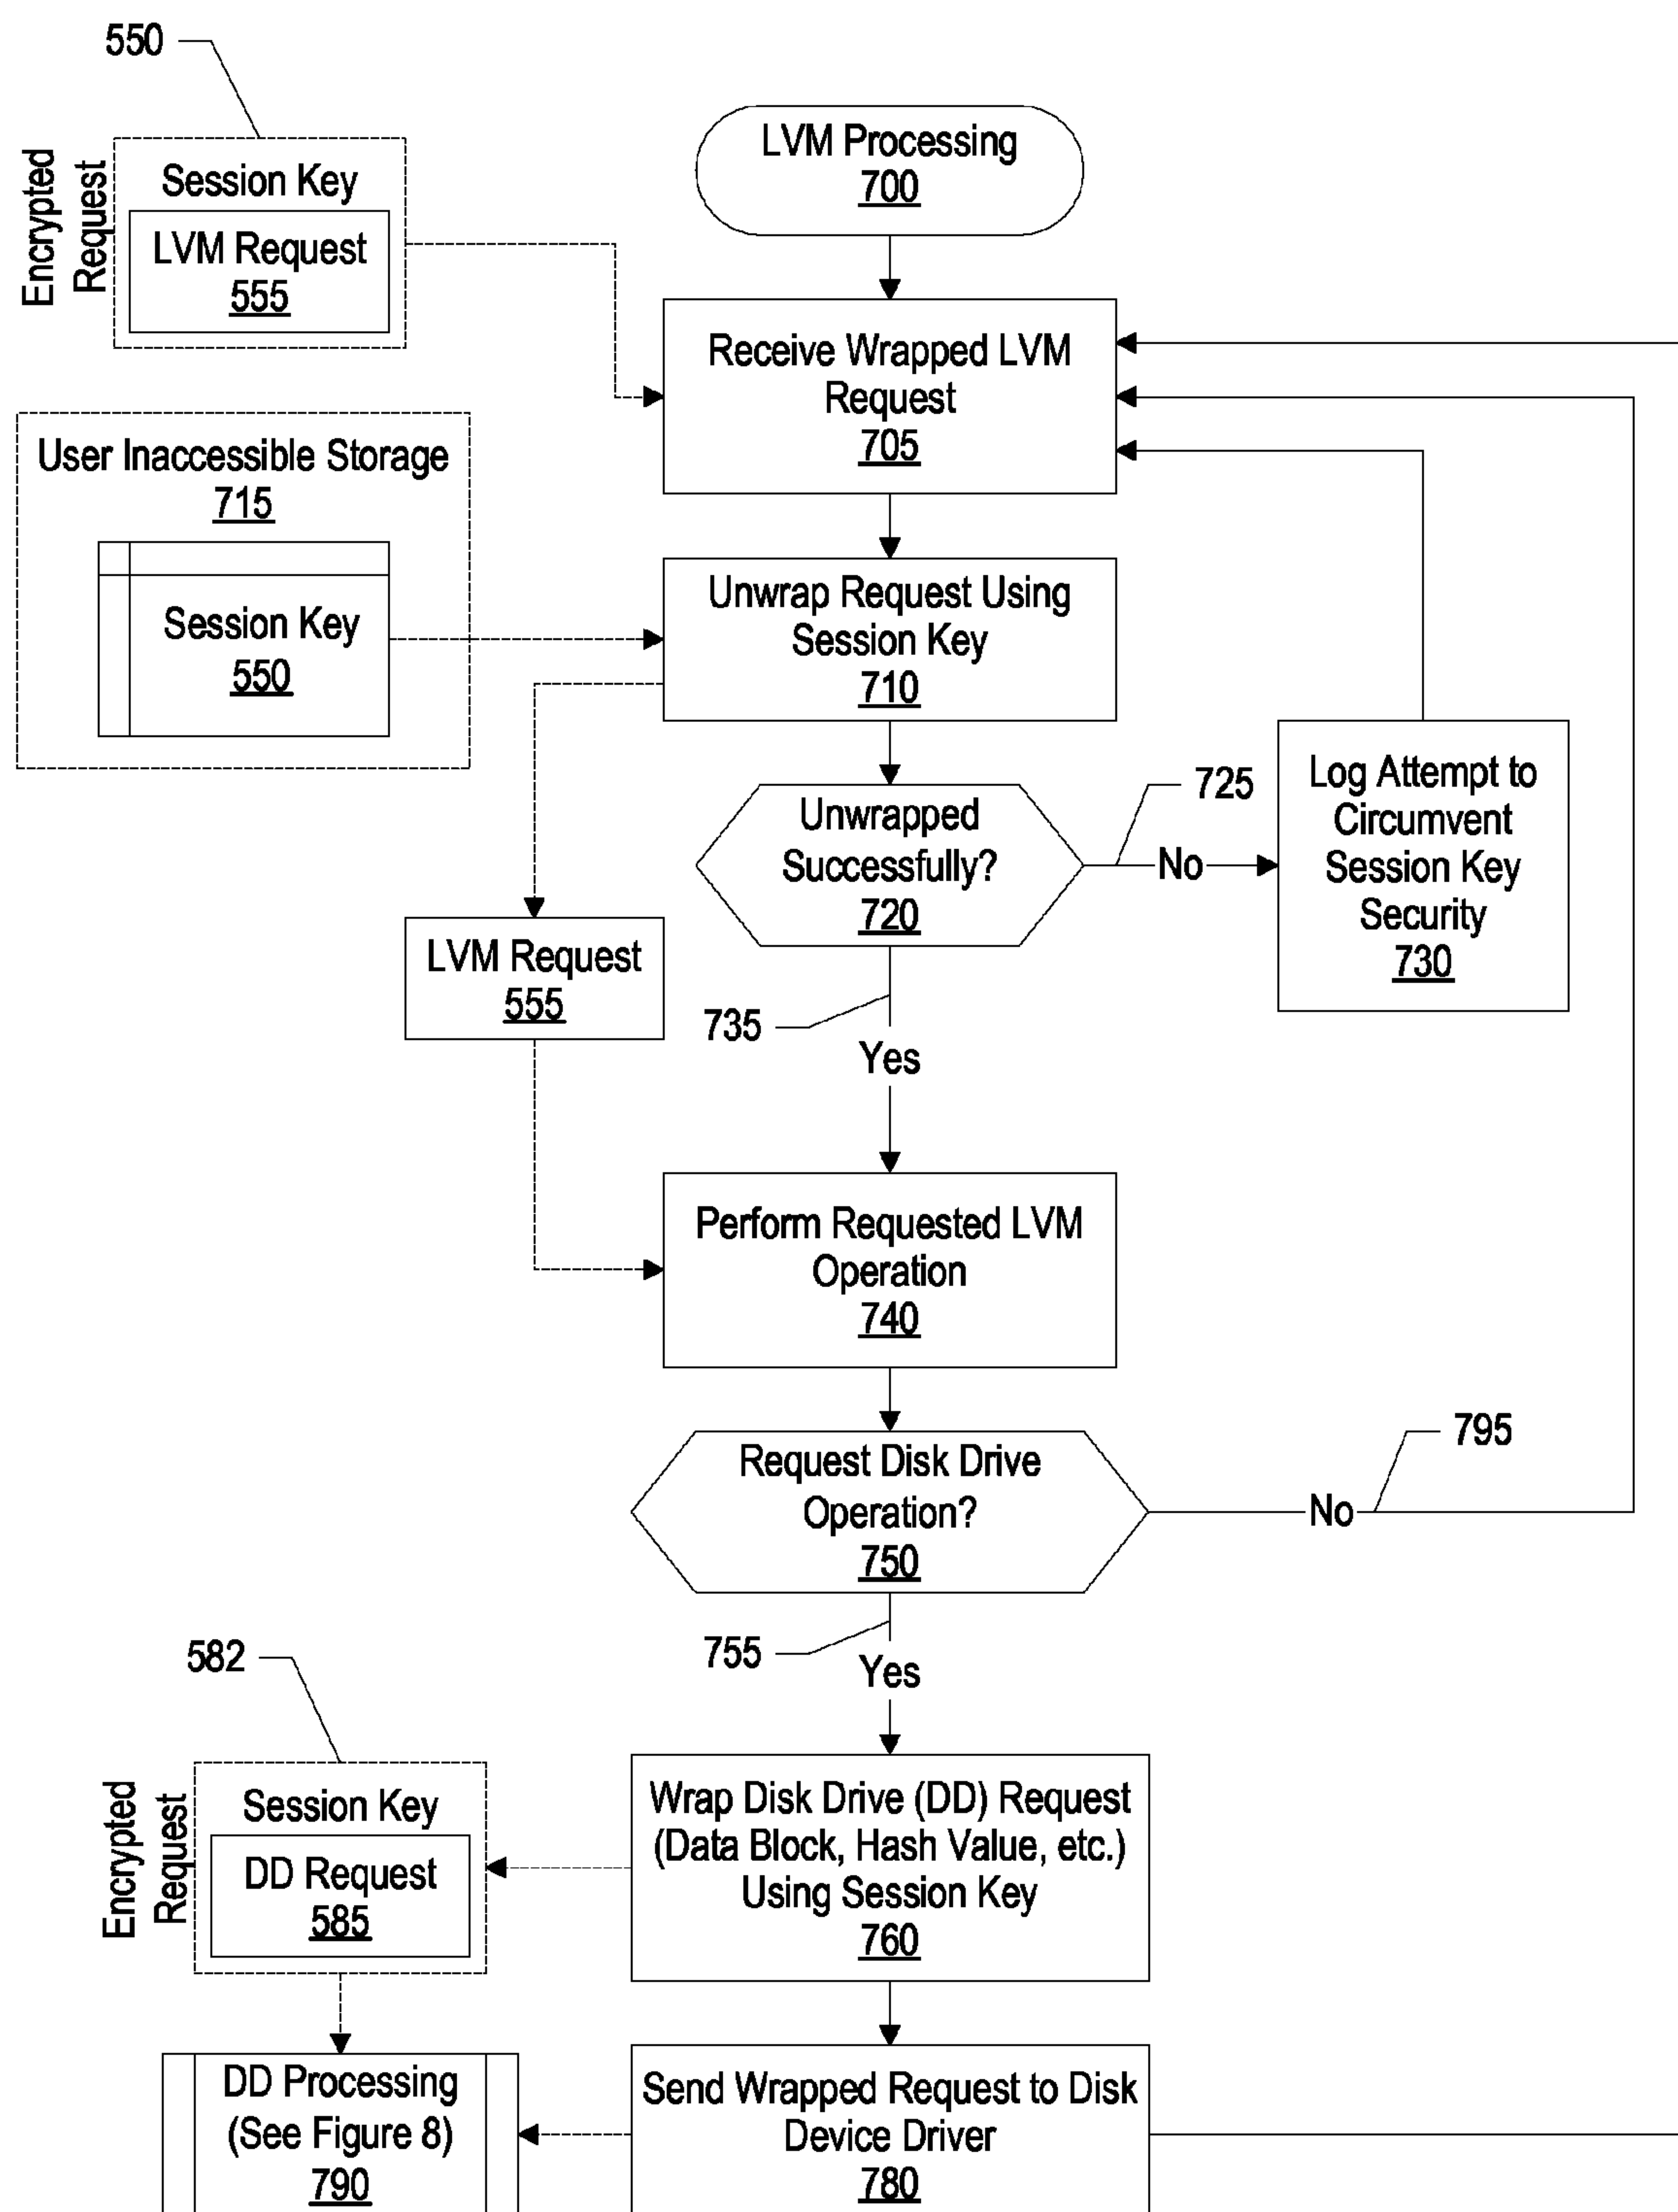 550
Encrypted
Request
Session Key
LVM Request
555
LVM Processing
700
Receive Wrapped LVM
Request
705
User Inaccessible Storage
715
Session Key
550
Unwrap Request Using
Session Key
710
Unwrapped
Successfully?
720
725
No
Log Attempt to
Circumvent
Session Key
Security
730
LVM Request
555
735
Yes
Perform Requested LVM
Operation
740
Request Disk Drive
Operation?
750
795
No
755
Yes
582
Encrypted
Request
Session Key
DD Request
585
Wrap Disk Drive (DD) Request
(Data Block, Hash Value, etc.)
Using Session Key
760
DD Processing
(See Figure 8)
790
Send Wrapped Request to Disk
Device Driver
780